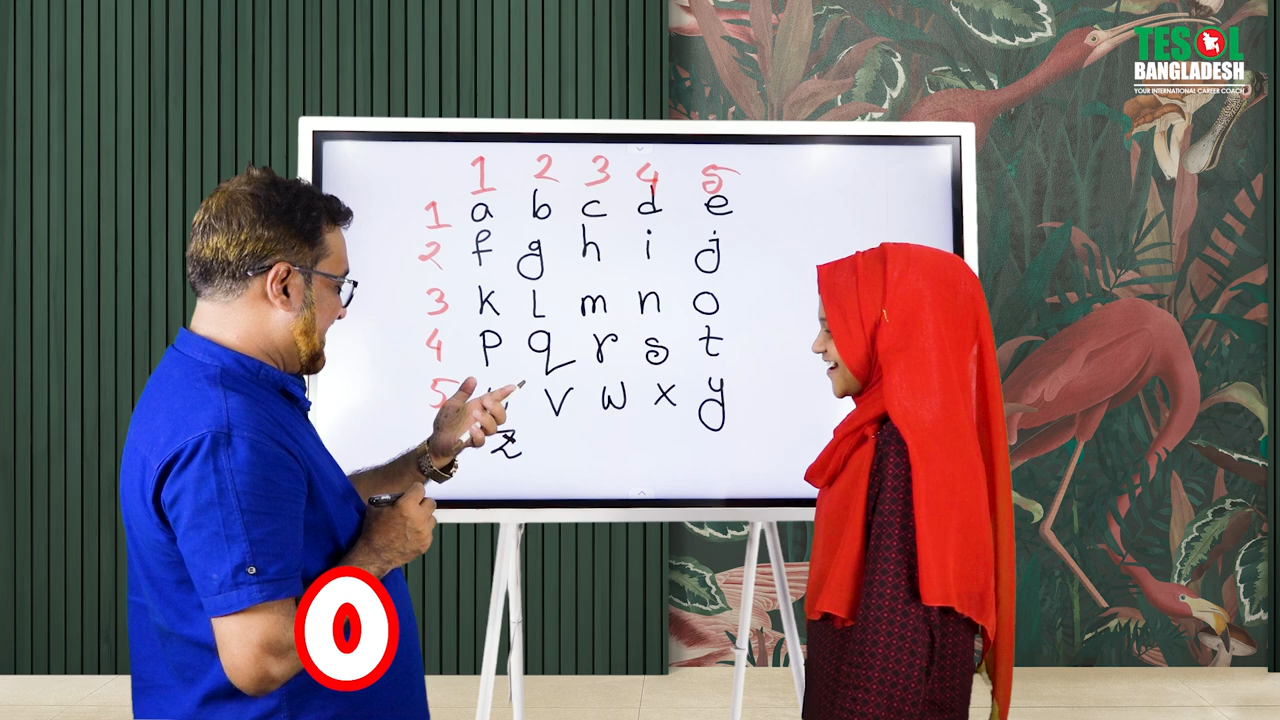 TESOL
BANGLADESH
YOUR INTERNATIONAL CAREER COACH
1 2 3 4 5
1 a b c d e
2 f g h i j
3 k l m n o
4 p q r s t
5 v w x y
z
0